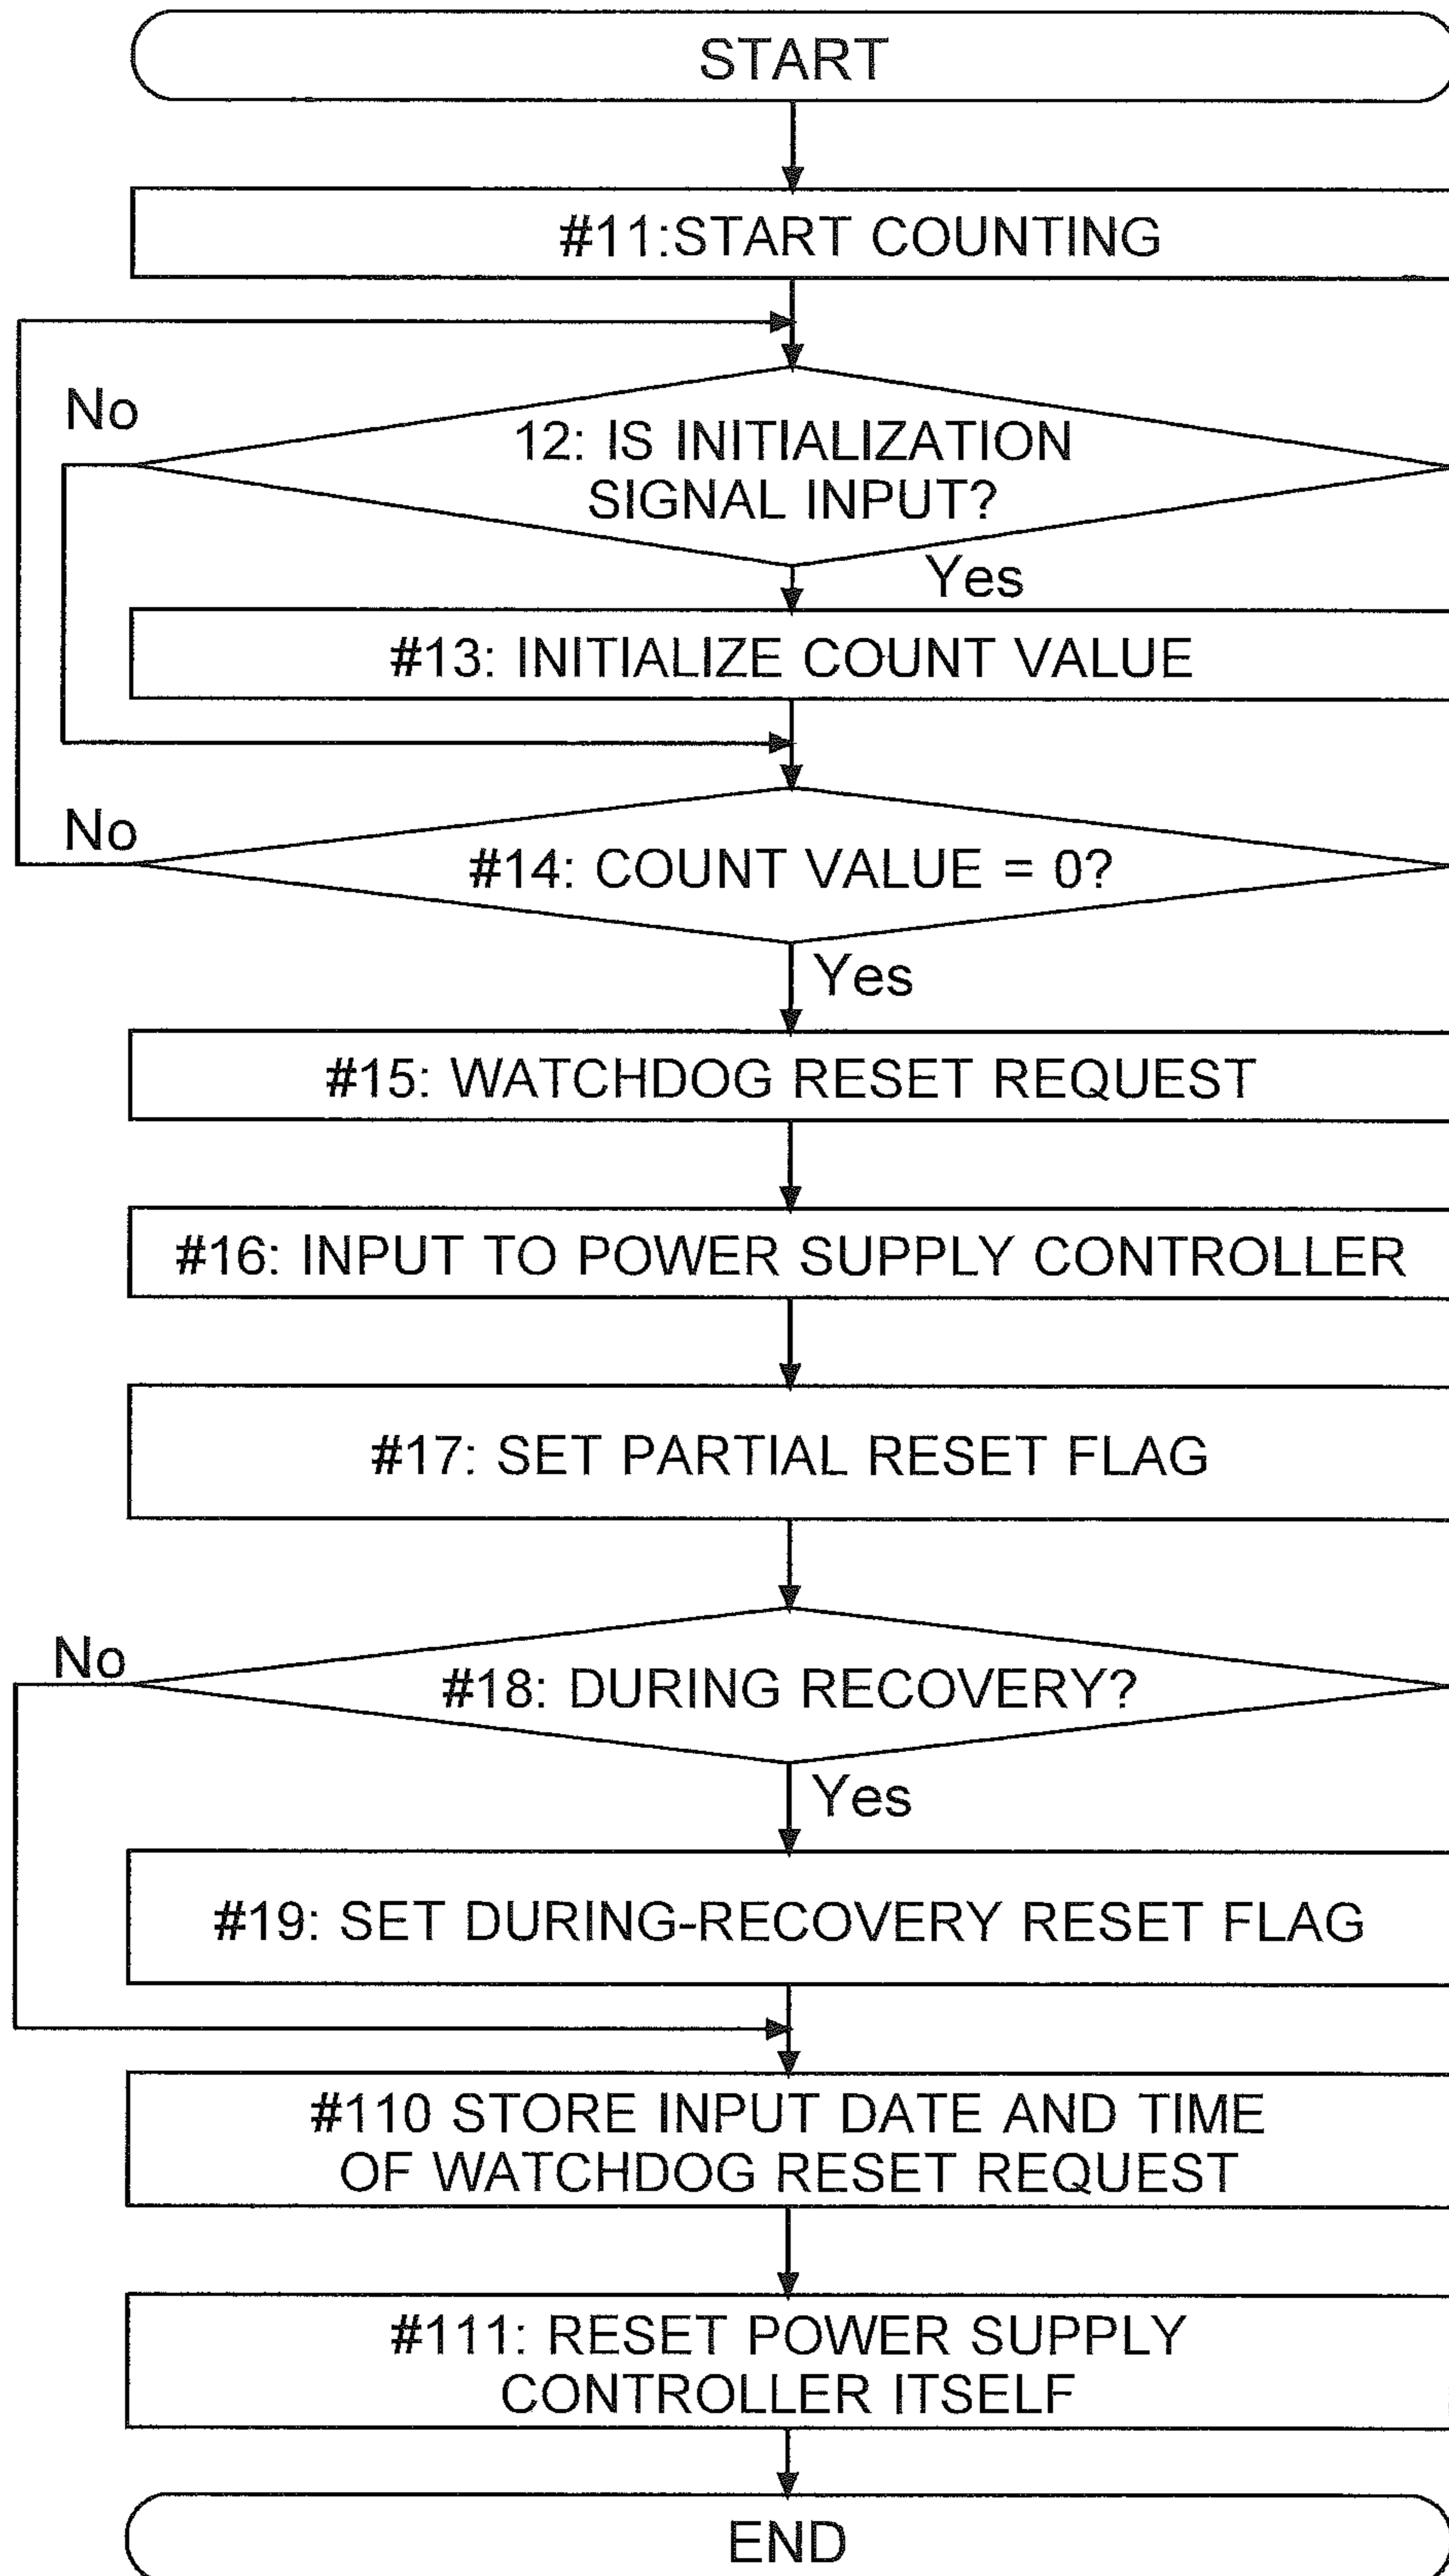 START
#11:START COUNTING
No
12: IS INITIALIZATION
SIGNAL INPUT?
Yes
#13: INITIALIZE COUNT VALUE
No
#14: COUNT VALUE = 0?
Yes
#15: WATCHDOG RESET REQUEST
#16: INPUT TO POWER SUPPLY CONTROLLER
#17: SET PARTIAL RESET FLAG
No
#18: DURING RECOVERY?
Yes
#19: SET DURING-RECOVERY RESET FLAG
#110 STORE INPUT DATE AND TIME
OF WATCHDOG RESET REQUEST
#111: RESET POWER SUPPLY
CONTROLLER ITSELF
END